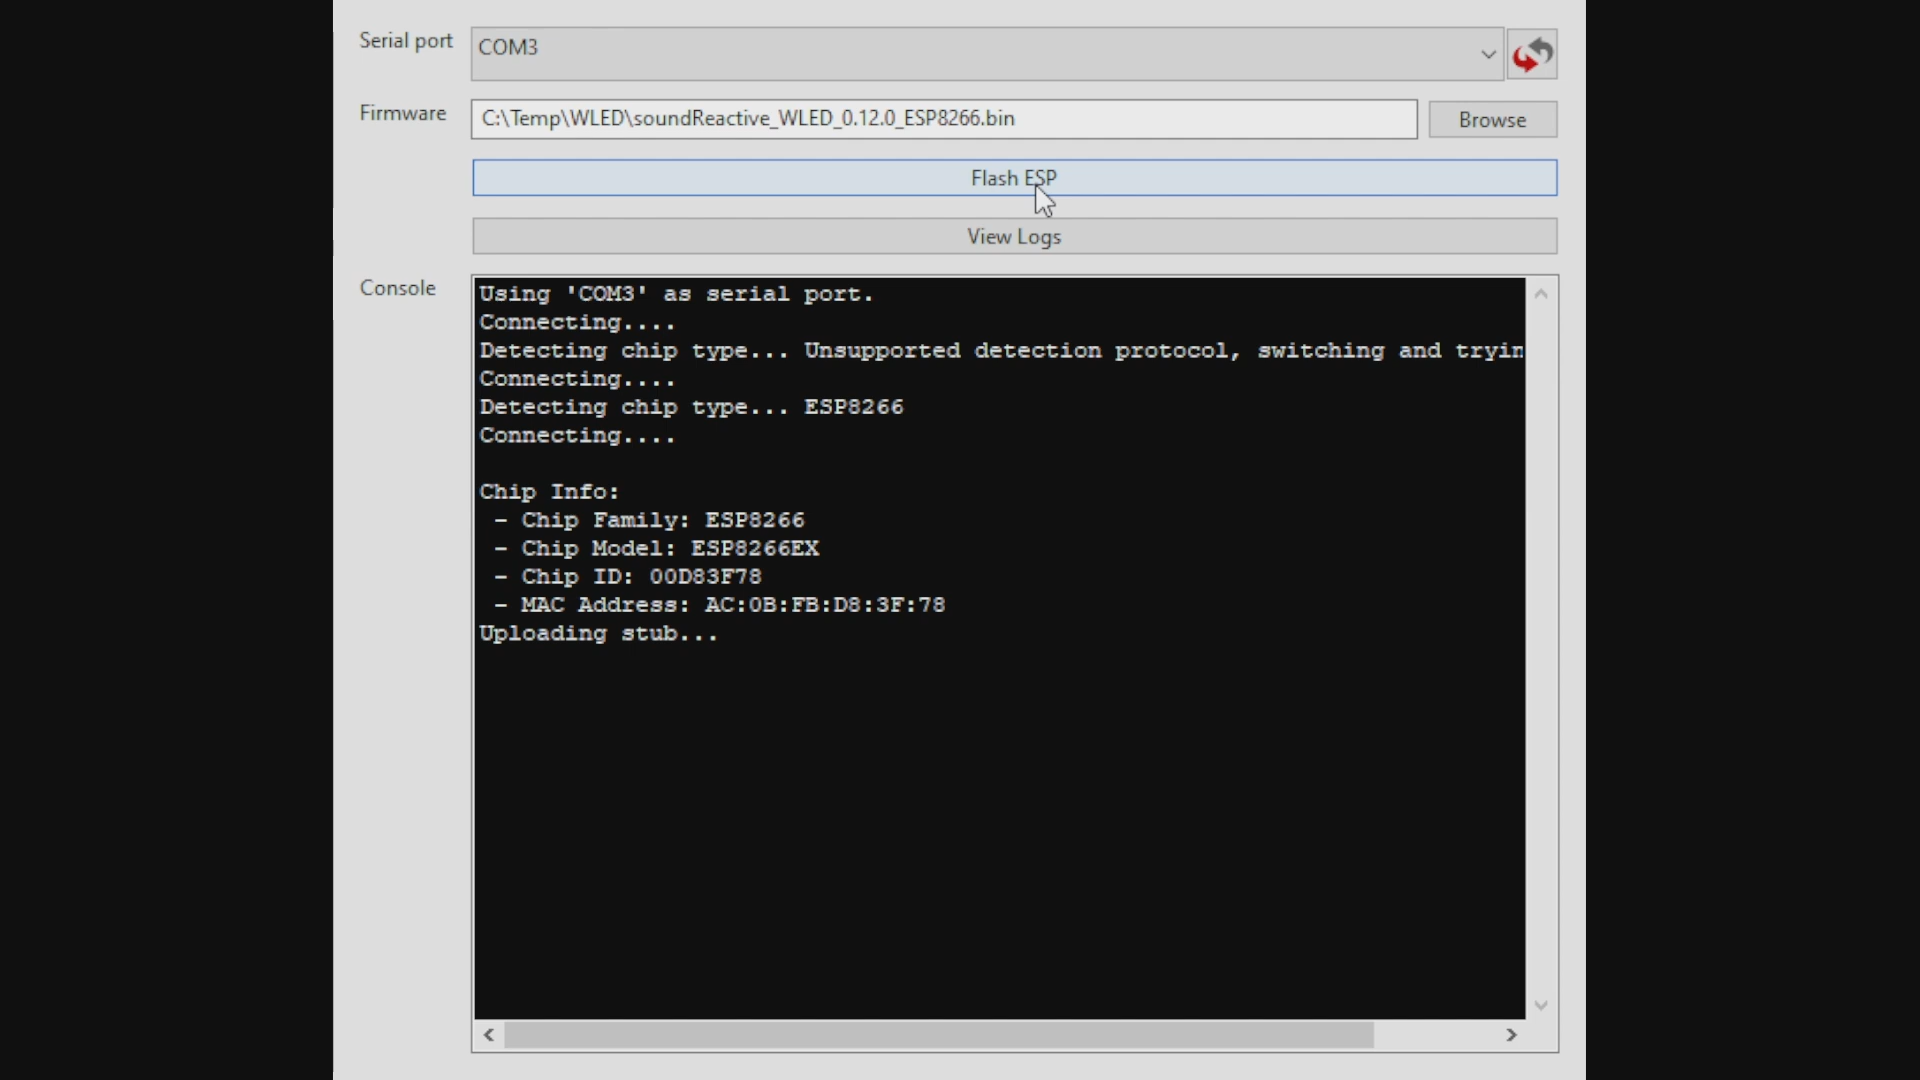 Serial port
COM3
Firmware
C:\Temp\WLED\soundReactive_WLED_0.12.0_ESP8266.bin
Browse
Flash ESP
View Logs
Console
Using 'COM3' as serial port.
Connecting....
Detecting chip type... Unsupported detection protocol, switching and tryin
Connecting....
Detecting chip type... ESP8266
Connecting....
Chip Info:
- Chip Family: ESP8266
- Chip Model: ESP8266EX
- Chip ID: 00D83F78
- MAC Address: AC:0B:FB:D8:3F:78
Uploading stub...